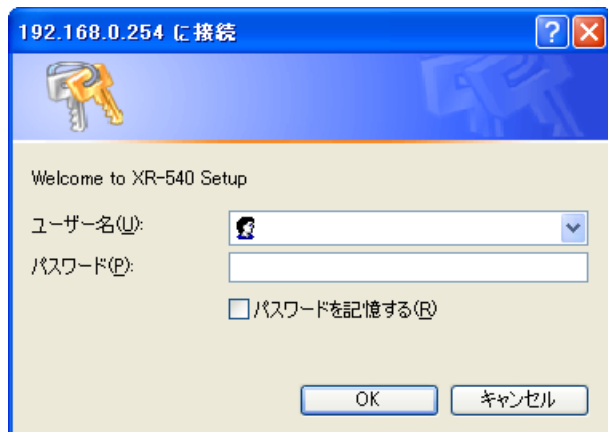 192.168.0.254 に接続
Welcome to XR-540 Setup
ユーザー名(U):
パスワード(P):
パスワードを記憶する(R)
OK キャンセル